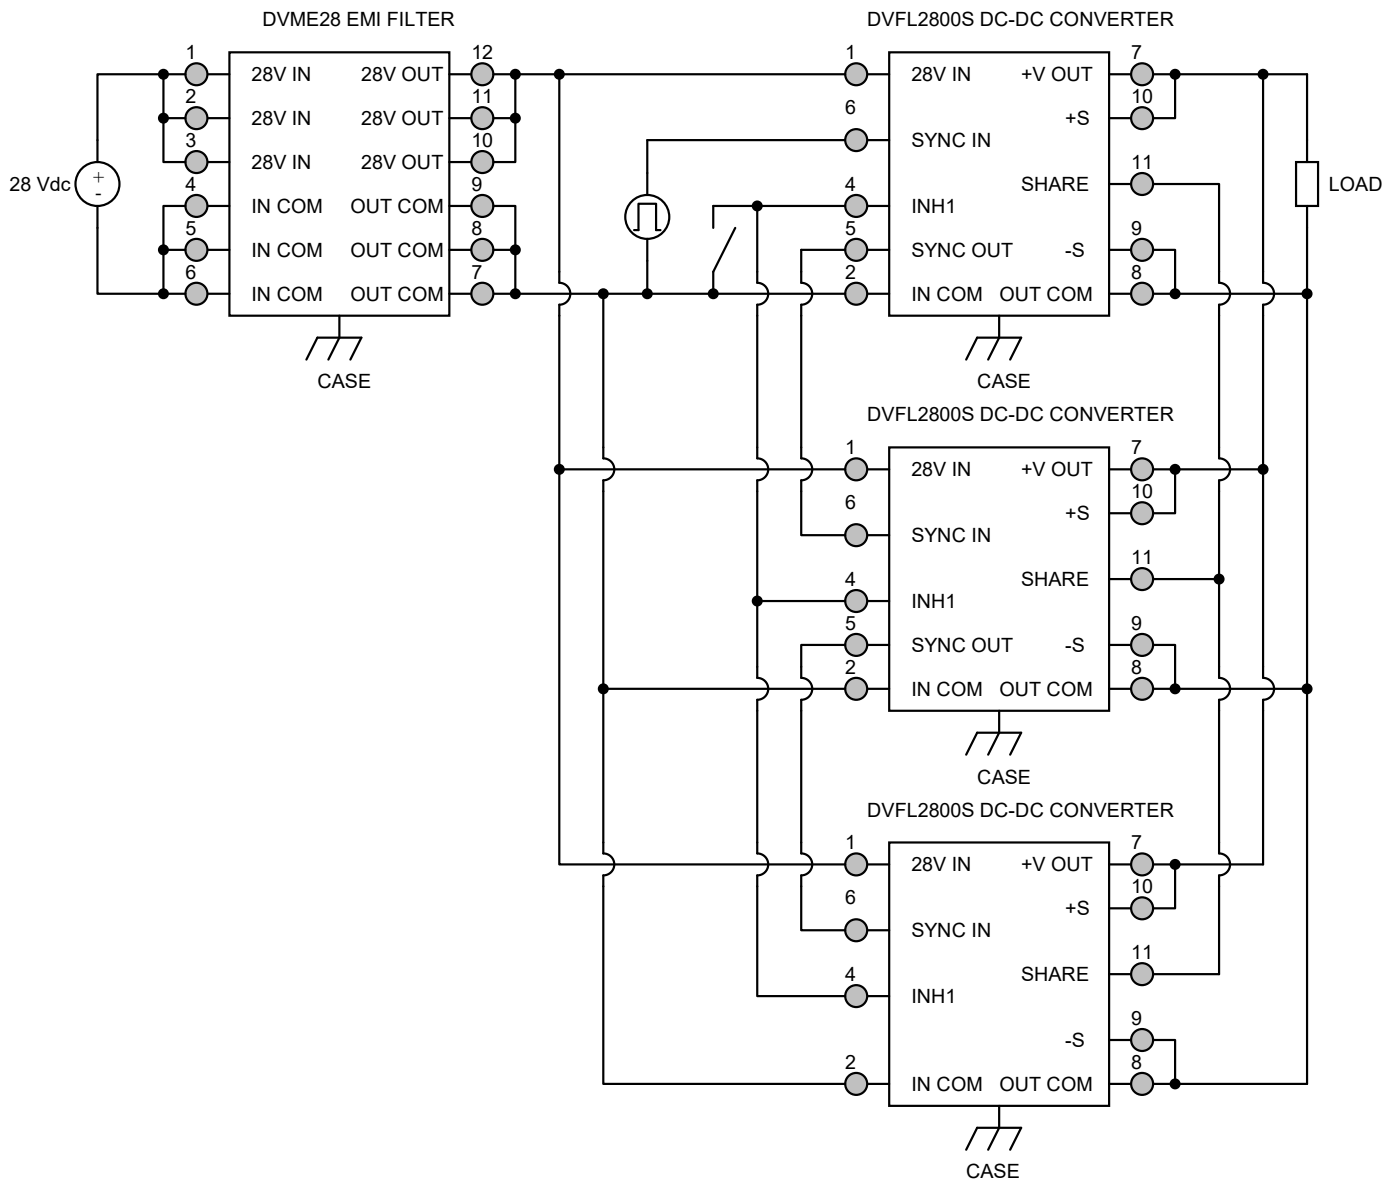 DVME28 EMI FILTER
1 28V IN 28V OUT 12
2 28V IN 28V OUT 11
3 28V IN 28V OUT 10
4 IN COM OUT COM 9
5 IN COM OUT COM 8
6 IN COM OUT COM 7
CASE
28 Vdc
+
-
DVFL2800S DC-DC CONVERTER
1 28V IN +V OUT 7
+S 10
6 SYNC IN
SHARE 11
4 INH1
5 SYNC OUT -S 9
2 IN COM OUT COM 8
CASE
LOAD
DVFL2800S DC-DC CONVERTER
1 28V IN +V OUT 7
+S 10
6 SYNC IN
SHARE 11
4 INH1
5 SYNC OUT -S 9
2 IN COM OUT COM 8
CASE
DVFL2800S DC-DC CONVERTER
1 28V IN +V OUT 7
+S 10
6 SYNC IN
SHARE 11
4 INH1
-S 9
2 IN COM OUT COM 8
CASE